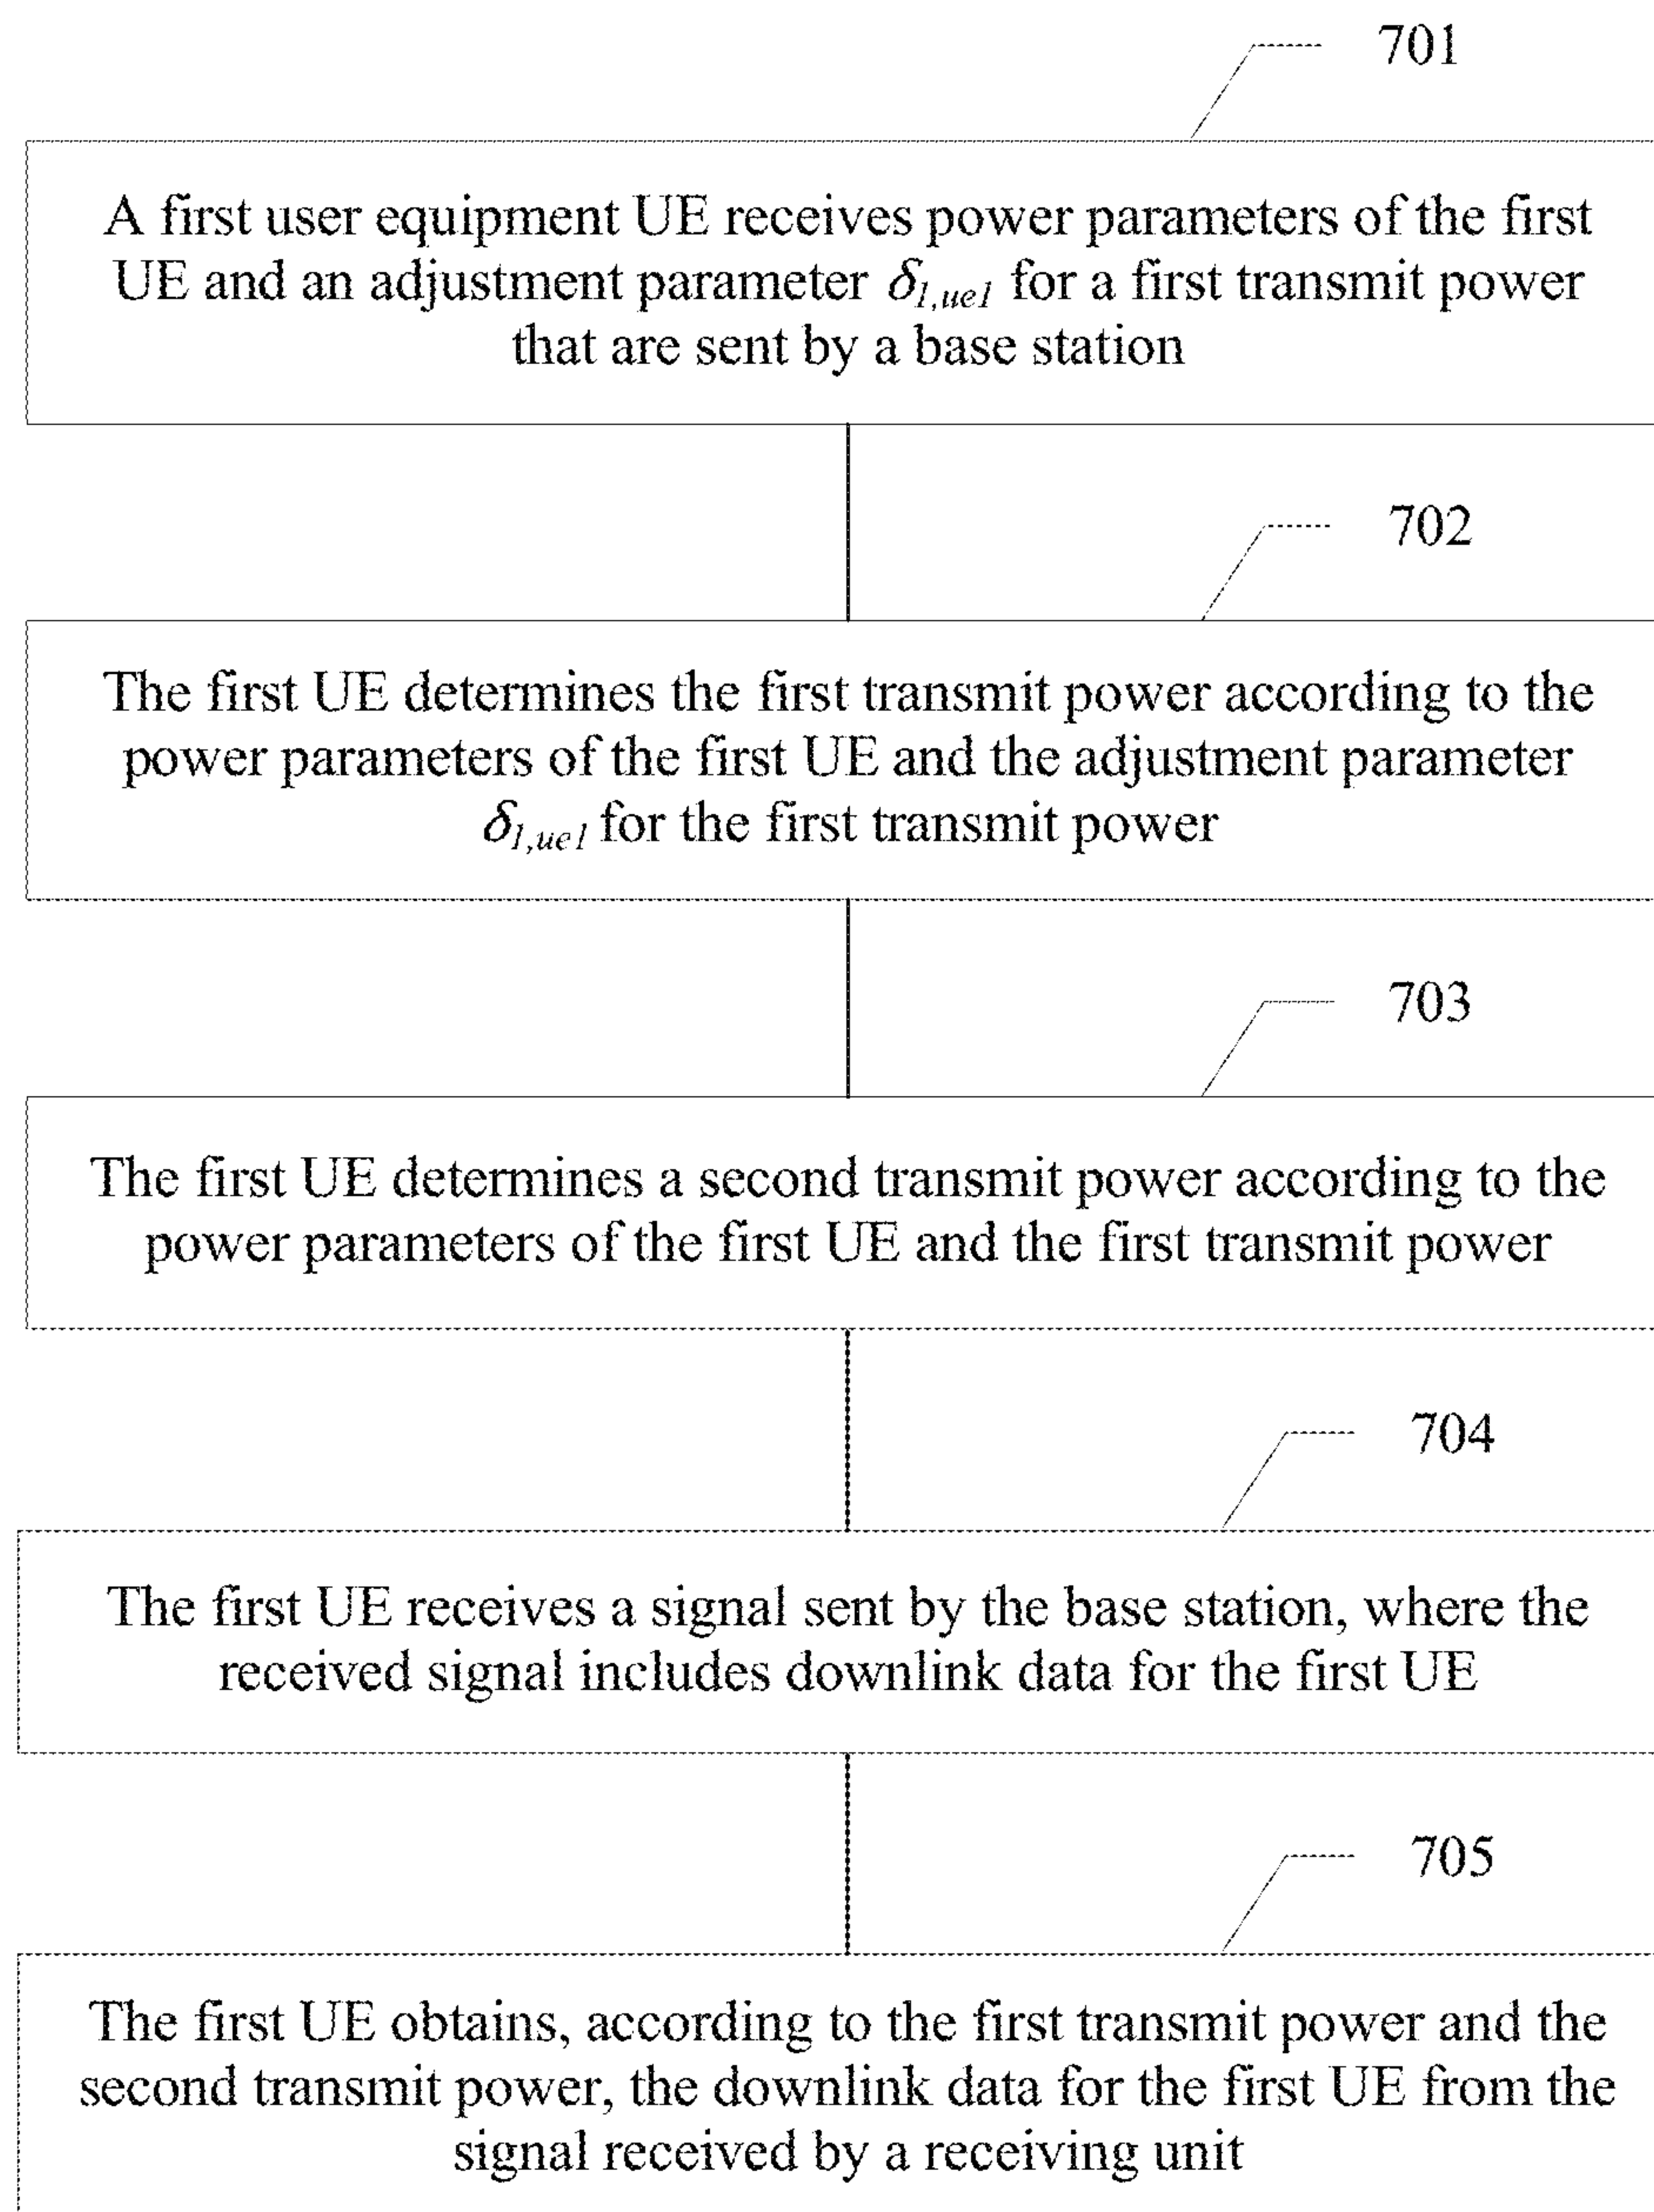 701
A first user equipment UE receives power parameters of the first
UE and an adjustment parameter δ1,ue1 for a first transmit power
that are sent by a base station
702
The first UE determines the first transmit power according to the
power parameters of the first UE and the adjustment parameter
δ1,ue1 for the first transmit power
703
The first UE determines a second transmit power according to the
power parameters of the first UE and the first transmit power
704
The first UE receives a signal sent by the base station, where the
received signal includes downlink data for the first UE
705
The first UE obtains, according to the first transmit power and the
second transmit power, the downlink data for the first UE from the
signal received by a receiving unit